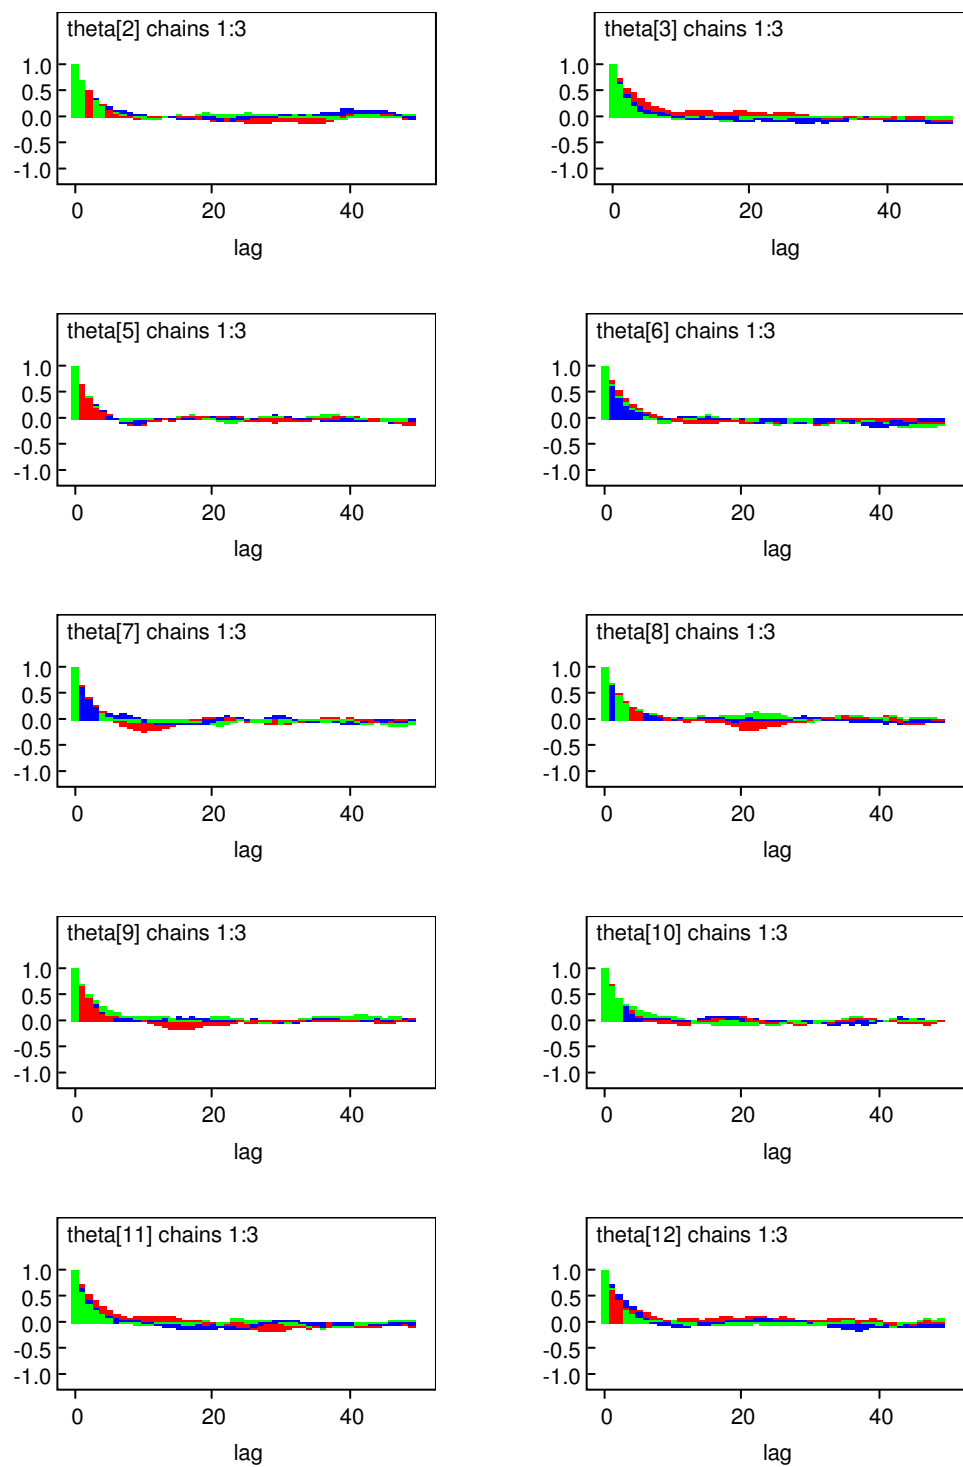 theta[2] chains 1:3
1.0
0.5
0.0
-0.5
-1.0
0 20 40
lag
theta[3] chains 1:3
1.0
0.5
0.0
-0.5
-1.0
0 20 40
lag
theta[5] chains 1:3
1.0
0.5
0.0
-0.5
-1.0
0 20 40
lag
theta[6] chains 1:3
1.0
0.5
0.0
-0.5
-1.0
0 20 40
lag
theta[7] chains 1:3
1.0
0.5
0.0
-0.5
-1.0
0 20 40
lag
theta[8] chains 1:3
1.0
0.5
0.0
-0.5
-1.0
0 20 40
lag
theta[9] chains 1:3
1.0
0.5
0.0
-0.5
-1.0
0 20 40
lag
theta[10] chains 1:3
1.0
0.5
0.0
-0.5
-1.0
0 20 40
lag
theta[11] chains 1:3
1.0
0.5
0.0
-0.5
-1.0
0 20 40
lag
theta[12] chains 1:3
1.0
0.5
0.0
-0.5
-1.0
0 20 40
lag